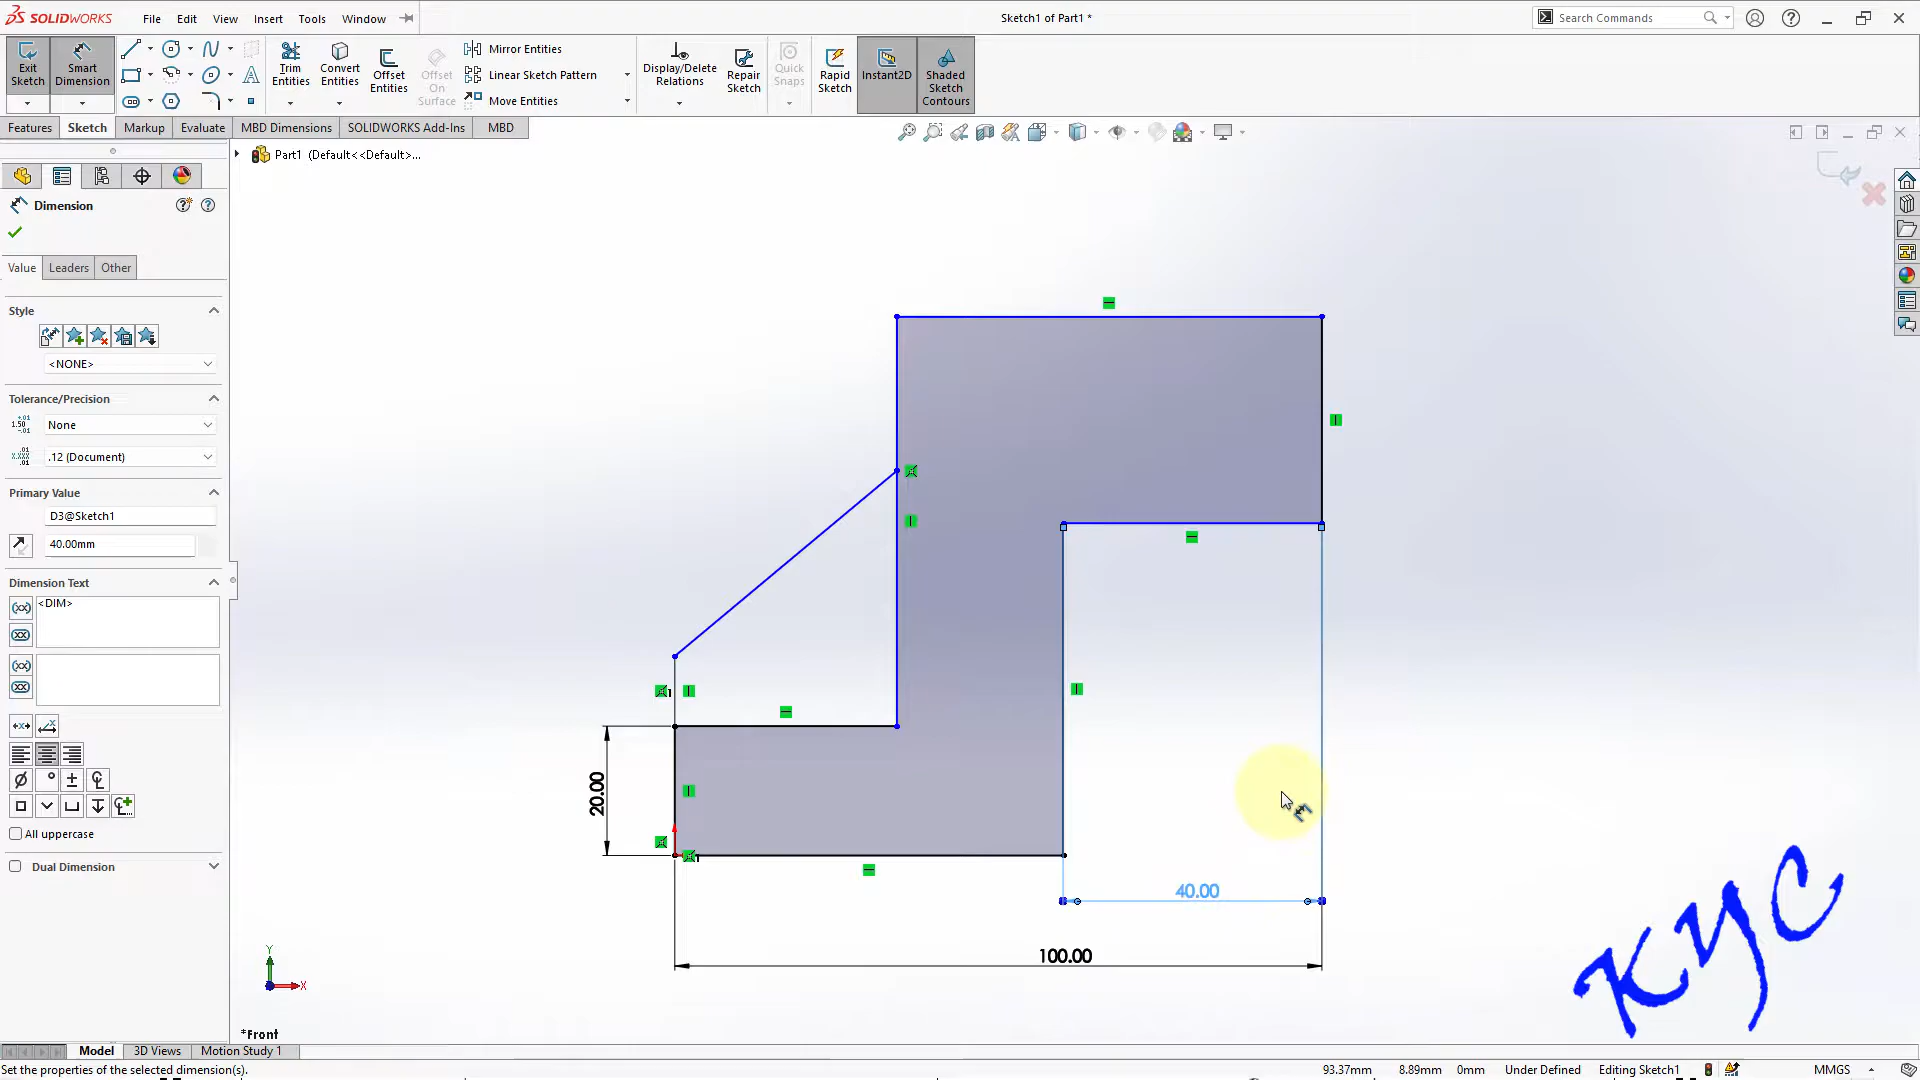 SOLIDWORKS
File
Edit
View
Insert
Tools
Window
Sketch1 of Part1 *
Search Commands
Exit Sketch
Smart Dimension
Trim Entities
Convert Entities
Offset Entities
Offset On Surface
Mirror Entities
Linear Sketch Pattern
Move Entities
Display/Delete Relations
Repair Sketch
Quick Snaps
Rapid Sketch
Instant2D
Shaded Sketch Contours
Features
Sketch
Markup
Evaluate
MBD Dimensions
SOLIDWORKS Add-Ins
MBD
Part1 (Default<<Default>...
Dimension
Value
Leaders
Other
Style
<NONE>
Tolerance/Precision
None
.12 (Document)
Primary Value
D3@Sketch1
40.00mm
Dimension Text
<DIM>
All uppercase
Dual Dimension
20.00
40.00
100.00
Y
X
*Front
KYC
Model
3D Views
Motion Study 1
Set the properties of the selected dimension(s).
93.37mm
8.89mm
0mm
Under Defined
Editing Sketch1
MMGS